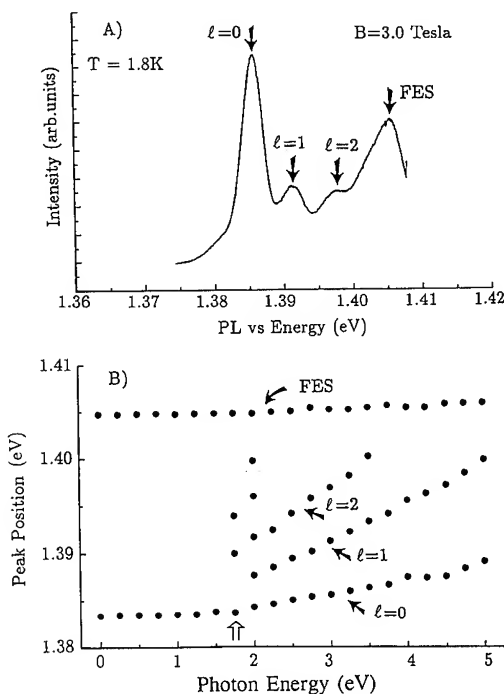 A)
ℓ=0
B=3.0 Tesla
T = 1.8K
FES
ℓ=1
ℓ=2
Intensity (arb.units)
1.36 1.37 1.38 1.39 1.40 1.41 1.42
PL vs Energy (eV)
1.41
B)
FES
1.40
ℓ=2
Peak Position (eV)
1.39
ℓ=1
ℓ=0
1.38
0 1 2 3 4 5
Photon Energy (eV)